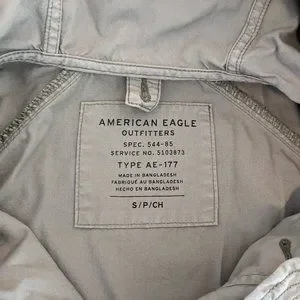 AMERICAN EAGLE
OUTFITTERS
SPEC. 544-85
SERVICE NO. 5103873
TYPE AE-177
MADE IN BANGLADESH
FABRIQUÉ AU BANGLADESH
HECHO EN BANGLADESH
S/P/CH